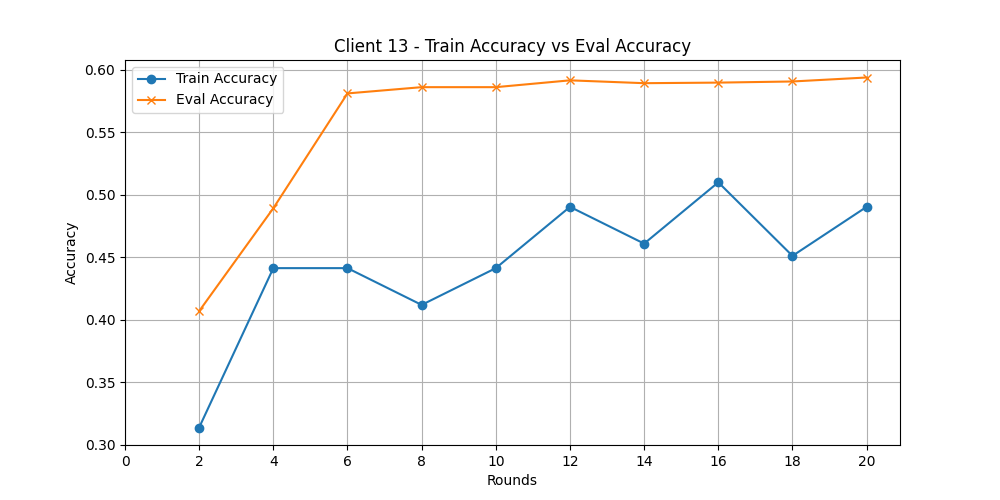 Client 13 - Train Accuracy vs Eval Accuracy
Train Accuracy
Eval Accuracy
Accuracy
0.60
0.55
0.50
0.45
0.40
0.35
0.30
0 2 4 6 8 10 12 14 16 18 20
Rounds